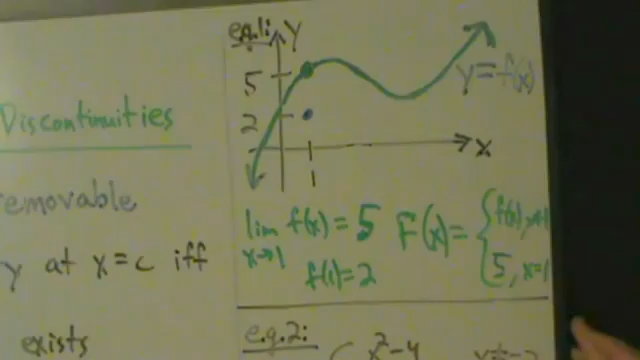 Discontinuities
removable
y at x=c iff
exists
e.g.1:
y
5
2
1
x
y=f(x)
lim f(x) = 5
x→1
f(1)=2
F(x)= { f(x), x≠1
5, x=1
e.g.2:
x²-4